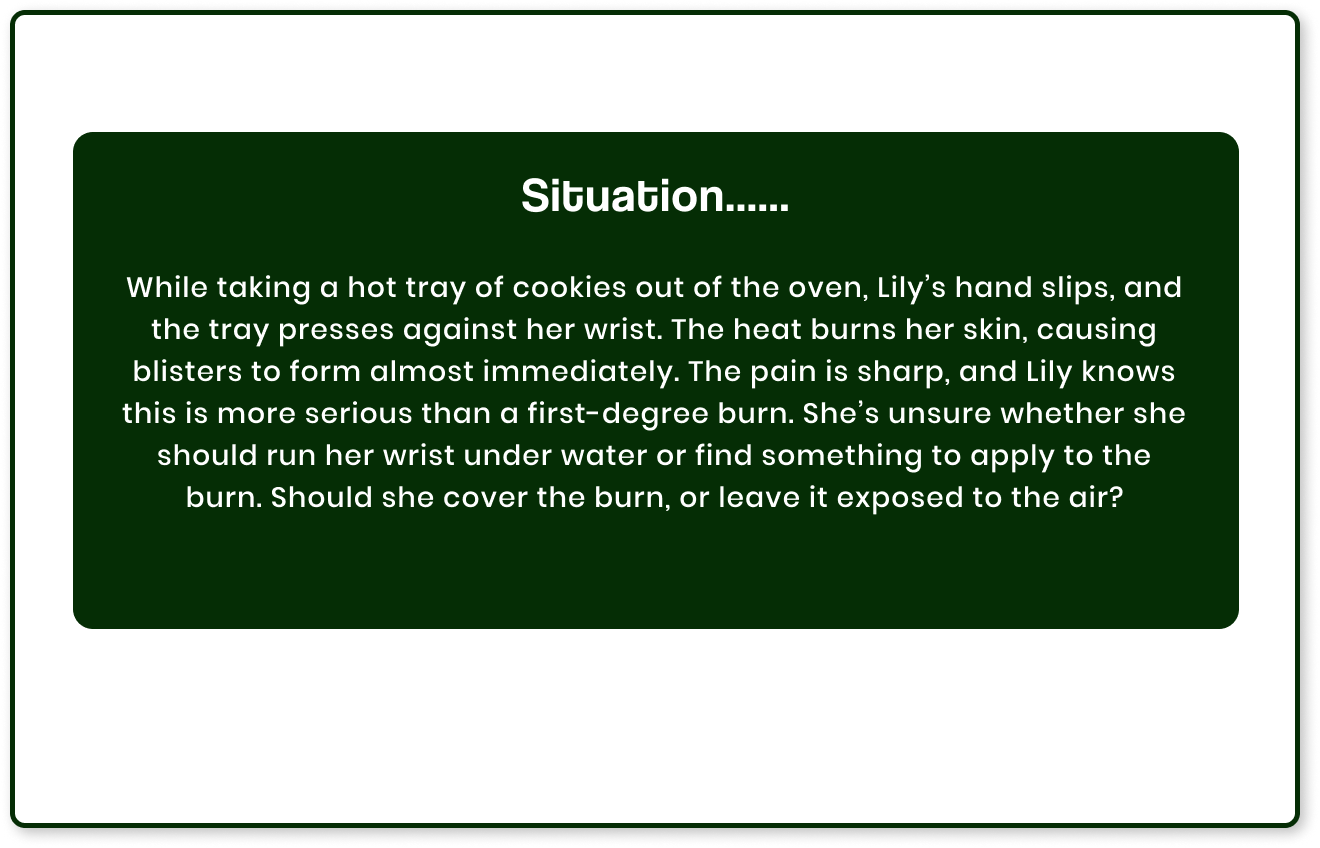 Situation......
While taking a hot tray of cookies out of the oven, Lily’s hand slips, and
the tray presses against her wrist. The heat burns her skin, causing
blisters to form almost immediately. The pain is sharp, and Lily knows
this is more serious than a first-degree burn. She’s unsure whether she
should run her wrist under water or find something to apply to the
burn. Should she cover the burn, or leave it exposed to the air?